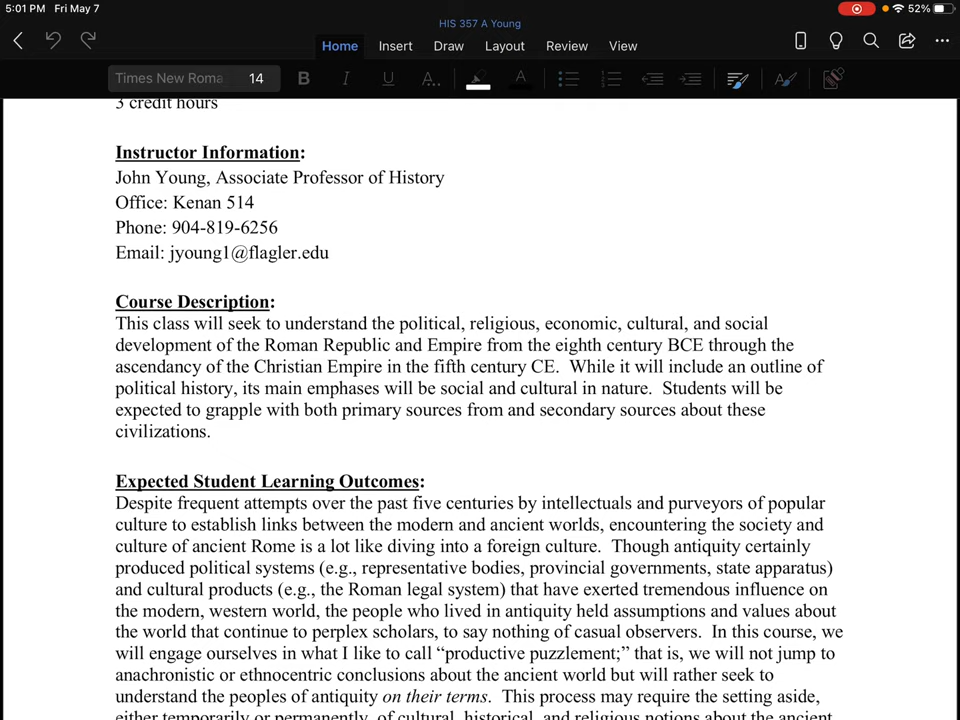 5:01 PM Fri May 7
52%
HIS 357 A Young
Home Insert Draw Layout Review View
Times New Roma 14 B I U A.. A
3 credit hours
Instructor Information:
John Young, Associate Professor of History
Office: Kenan 514
Phone: 904-819-6256
Email: jyoung1@flagler.edu
Course Description:
This class will seek to understand the political, religious, economic, cultural, and social
development of the Roman Republic and Empire from the eighth century BCE through the
ascendancy of the Christian Empire in the fifth century CE.  While it will include an outline of
political history, its main emphases will be social and cultural in nature.  Students will be
expected to grapple with both primary sources from and secondary sources about these
civilizations.
Expected Student Learning Outcomes:
Despite frequent attempts over the past five centuries by intellectuals and purveyors of popular
culture to establish links between the modern and ancient worlds, encountering the society and
culture of ancient Rome is a lot like diving into a foreign culture.  Though antiquity certainly
produced political systems (e.g., representative bodies, provincial governments, state apparatus)
and cultural products (e.g., the Roman legal system) that have exerted tremendous influence on
the modern, western world, the people who lived in antiquity held assumptions and values about
the world that continue to perplex scholars, to say nothing of casual observers.  In this course, we
will engage ourselves in what I like to call “productive puzzlement;” that is, we will not jump to
anachronistic or ethnocentric conclusions about the ancient world but will rather seek to
understand the peoples of antiquity on their terms.  This process may require the setting aside,
either temporarily or permanently, of cultural, historical, and religious notions about the ancient